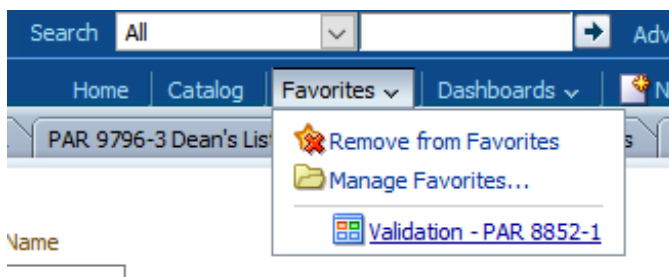 Search All Adv
Home Catalog Favorites Dashboards N
PAR 9796-3 Dean's List s
Remove from Favorites
Manage Favorites...
Validation - PAR 8852-1
Name